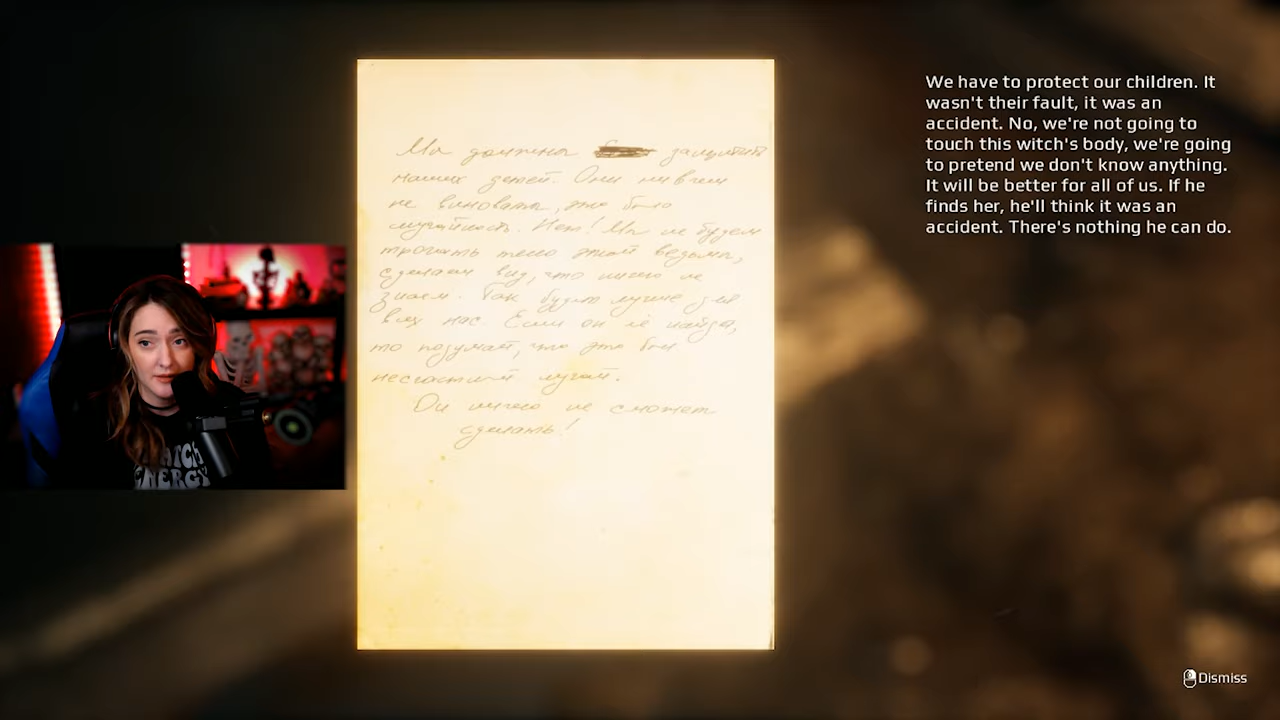 Мы должны защитить
наших детей. Они ни в чем
не виноваты, это была
случайность. Нет! Мы не будем
трогать тело этой ведьмы,
сделаем вид, что ничего не
знаем. Так будет лучше для
всех нас. Если он её найдет,
то подумает, что это был
несчастный случай.
Он ничего не сможет
сделать!
We have to protect our children. It
wasn't their fault, it was an
accident. No, we're not going to
touch this witch's body, we're going
to pretend we don't know anything.
It will be better for all of us. If he
finds her, he'll think it was an
accident. There's nothing he can do.
WITCH
ENERGY
Dismiss